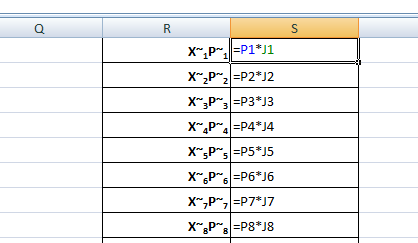 Q R S
X~₁P~₁ =P1*J1
X~₂P~₂ =P2*J2
X~₃P~₃ =P3*J3
X~₄P~₄ =P4*J4
X~₅P~₅ =P5*J5
X~₆P~₆ =P6*J6
X~₇P~₇ =P7*J7
X~₈P~₈ =P8*J8